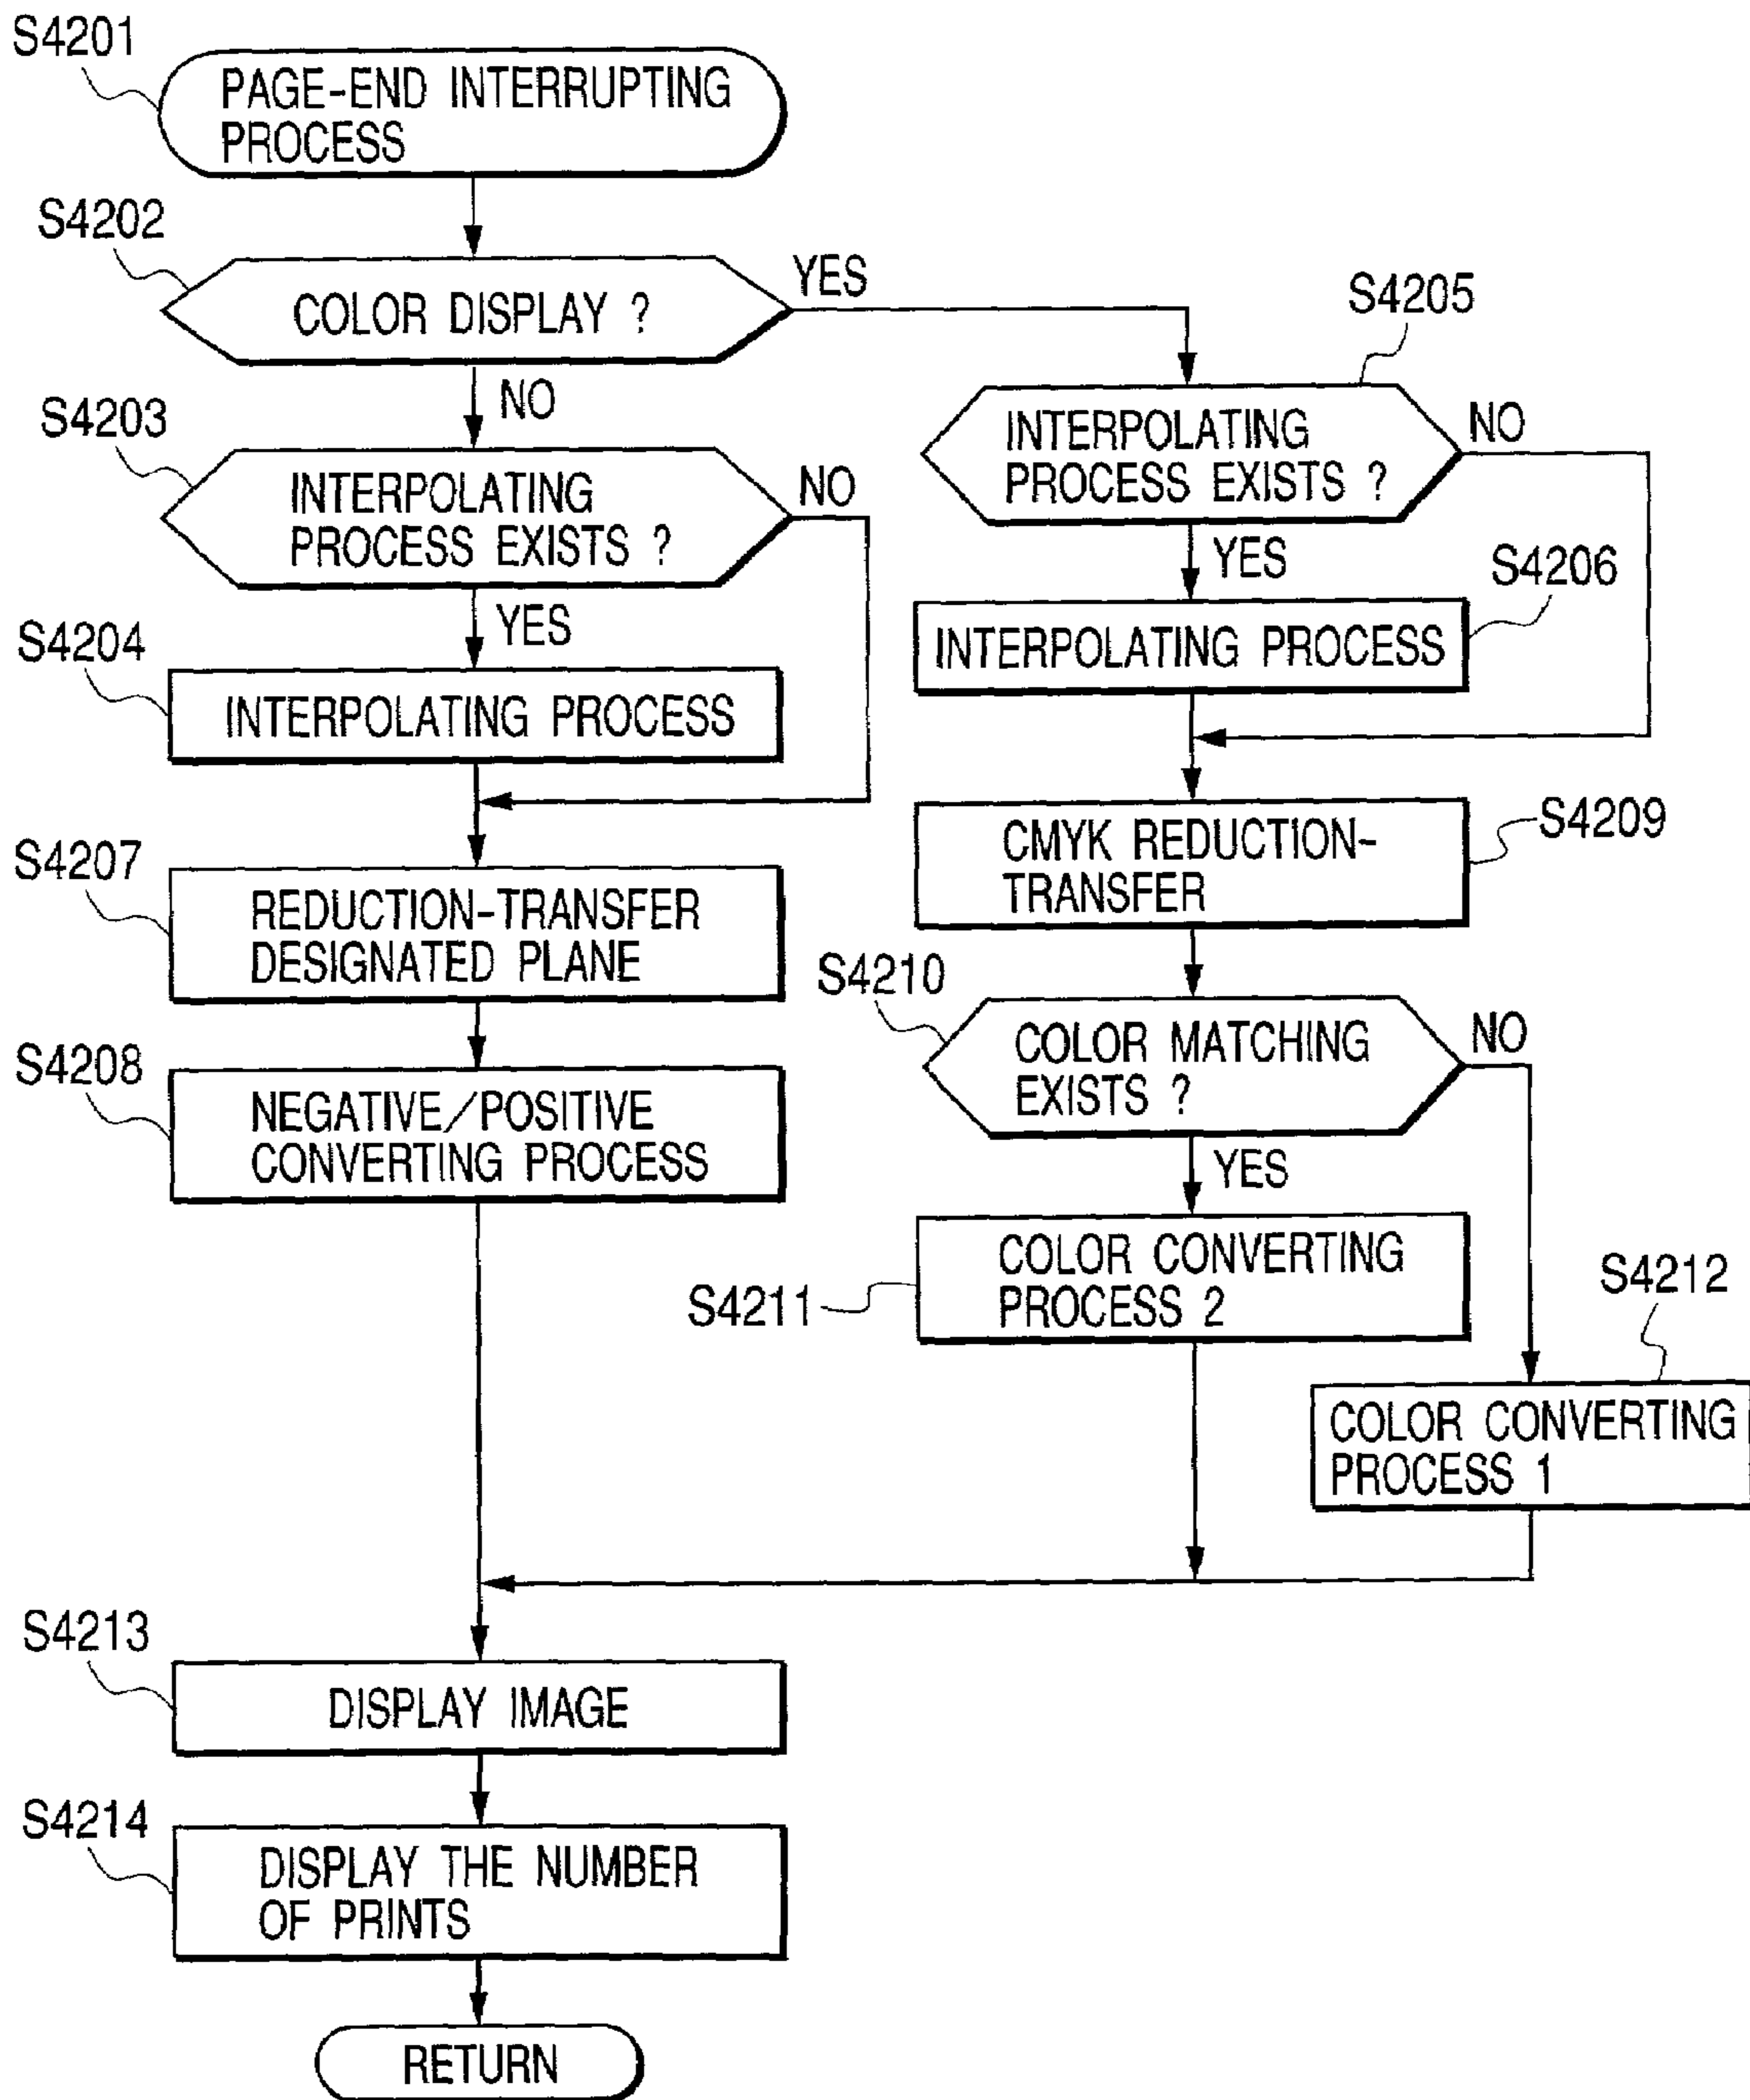 S4201
PAGE-END INTERRUPTING
PROCESS
S4202
COLOR DISPLAY ?
YES
NO
S4203
INTERPOLATING
PROCESS EXISTS ?
NO
YES
S4204
INTERPOLATING PROCESS
S4205
INTERPOLATING
PROCESS EXISTS ?
NO
YES
S4206
INTERPOLATING PROCESS
S4207
REDUCTION-TRANSFER
DESIGNATED PLANE
S4208
NEGATIVE/POSITIVE
CONVERTING PROCESS
S4209
CMYK REDUCTION-
TRANSFER
S4210
COLOR MATCHING
EXISTS ?
NO
YES
S4211
COLOR CONVERTING
PROCESS 2
S4212
COLOR CONVERTING
PROCESS 1
S4213
DISPLAY IMAGE
S4214
DISPLAY THE NUMBER
OF PRINTS
RETURN